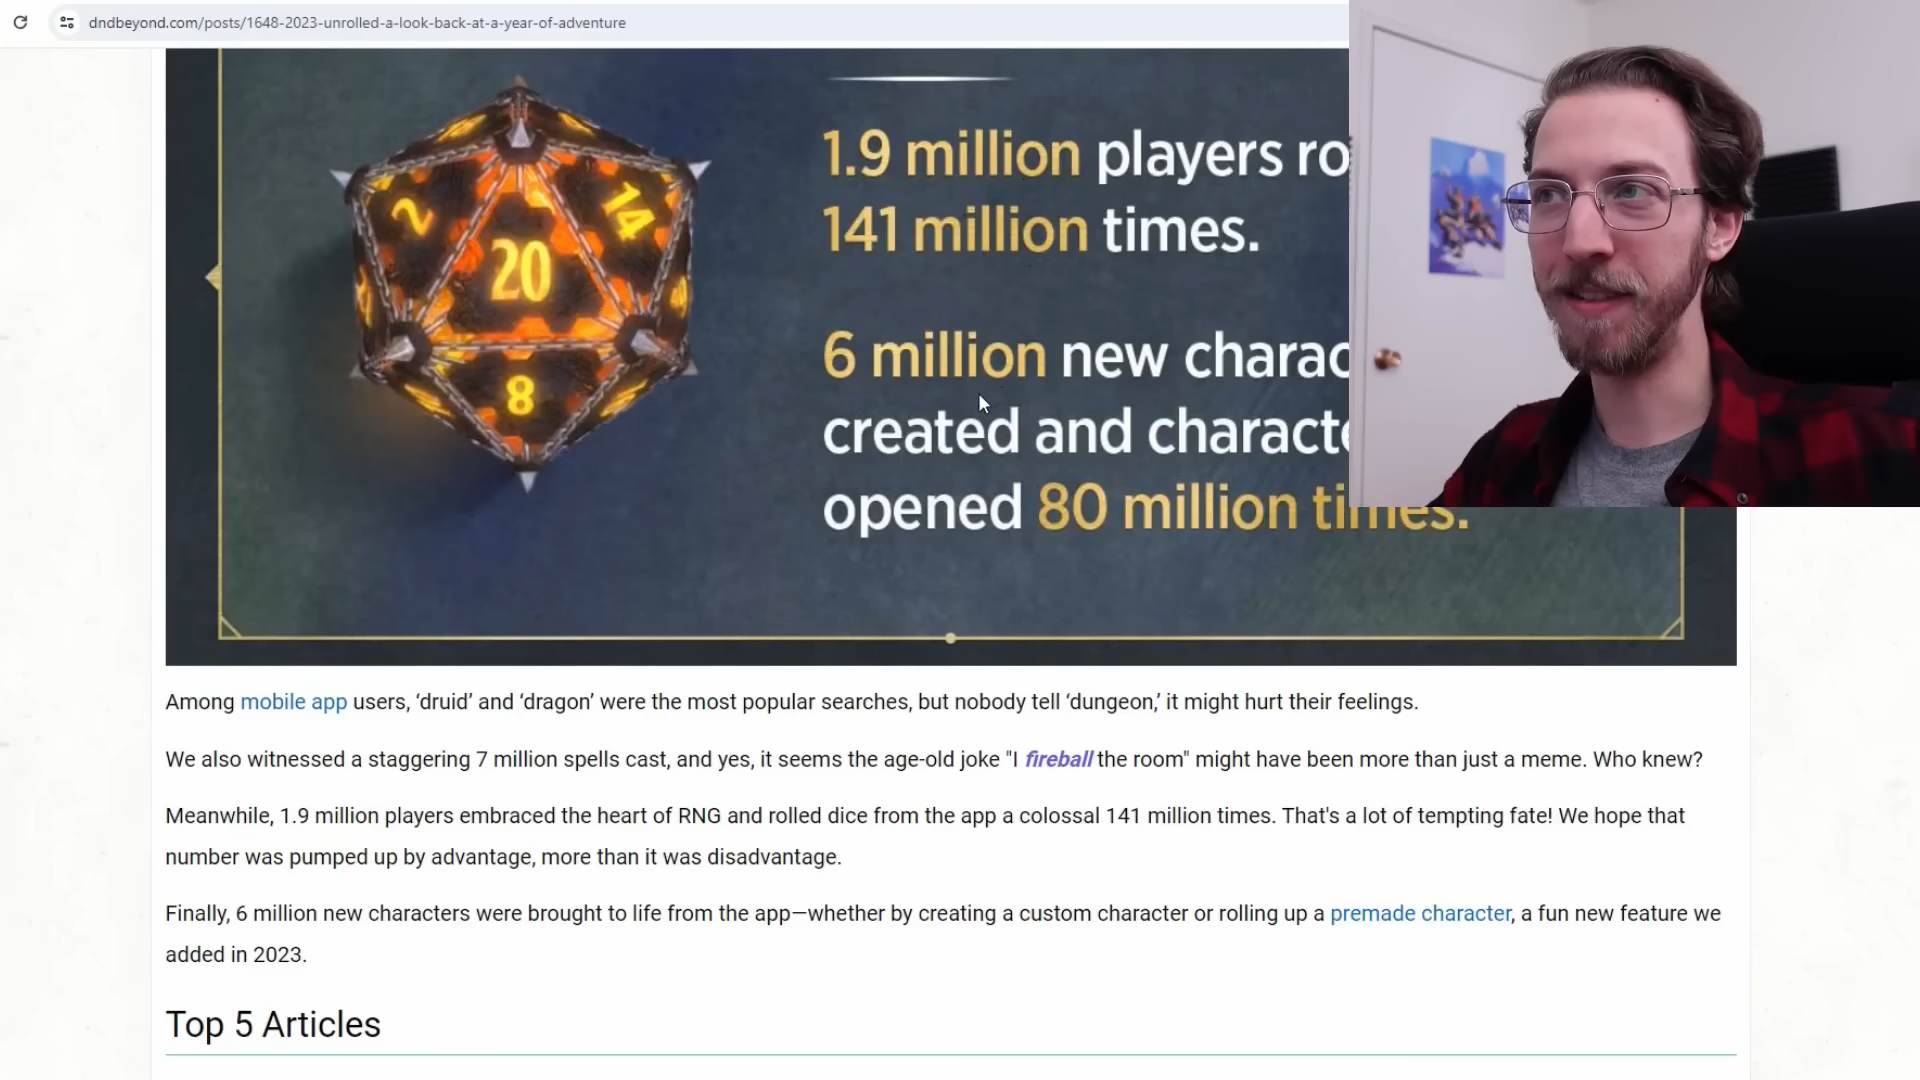 dndbeyond.com/posts/1648-2023-unrolled-a-look-back-at-a-year-of-adventure
1.9 million players ro
141 million times.
6 million new charac
created and characte
opened 80 million times.
2
14
20
8
Among mobile app users, ‘druid’ and ‘dragon’ were the most popular searches, but nobody tell ‘dungeon,’ it might hurt their feelings.
We also witnessed a staggering 7 million spells cast, and yes, it seems the age-old joke "I fireball the room" might have been more than just a meme. Who knew?
Meanwhile, 1.9 million players embraced the heart of RNG and rolled dice from the app a colossal 141 million times. That's a lot of tempting fate! We hope that
number was pumped up by advantage, more than it was disadvantage.
Finally, 6 million new characters were brought to life from the app—whether by creating a custom character or rolling up a premade character, a fun new feature we
added in 2023.
Top 5 Articles